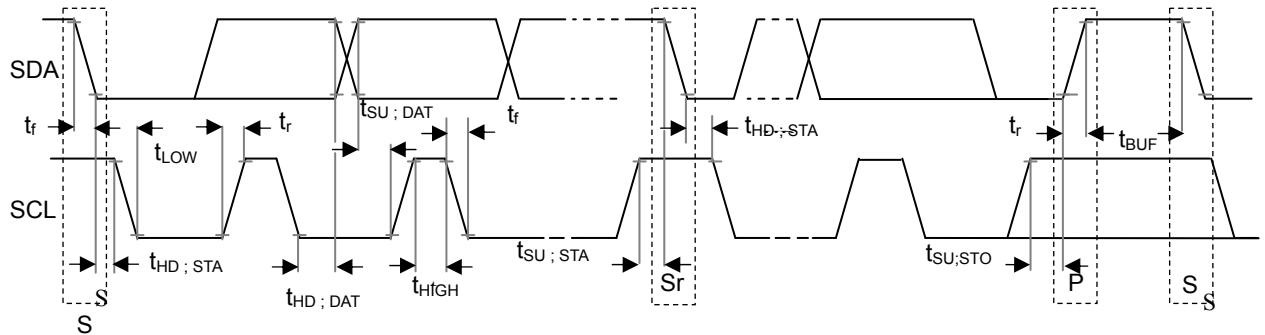 SDA
t_f
t_LOW
t_r
t_SU ; DAT
t_f
t_HD ; STA
t_r
t_BUF
SCL
t_HD ; STA
t_HD ; DAT
t_HIGH
t_SU ; STA
t_SU;STO
Sr
P
S
S
S
S